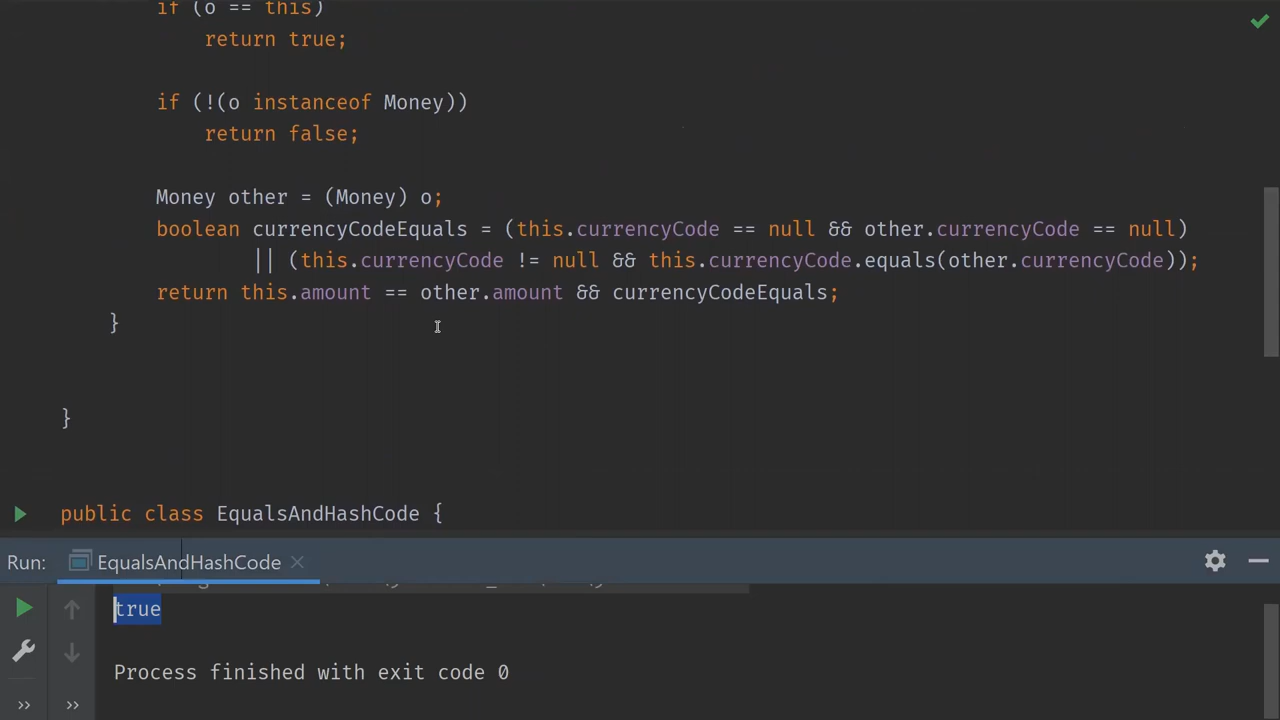 if (o == this)
return true;
if (!(o instanceof Money))
return false;
Money other = (Money) o;
boolean currencyCodeEquals = (this.currencyCode == null && other.currencyCode == null)
|| (this.currencyCode != null && this.currencyCode.equals(other.currencyCode));
return this.amount == other.amount && currencyCodeEquals;
}
}
public class EqualsAndHashCode {
Run: EqualsAndHashCode
true
Process finished with exit code 0